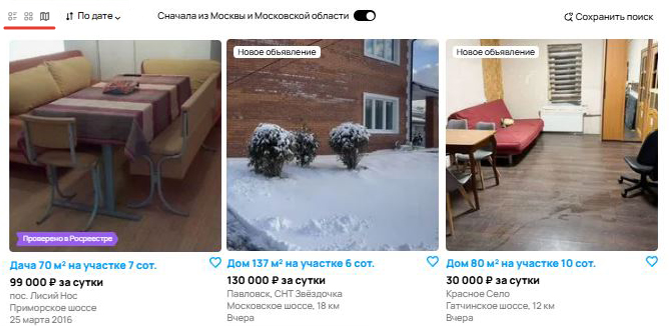 По дате
Сначала из Москвы и Московской области
Сохранить поиск
Новое объявление
Новое объявление
Проверено в Росреестре
Дача 70 м² на участке 7 сот.
99 000 ₽ за сутки
пос. Лисий Нос
Приморское шоссе
25 марта 2016
Дом 137 м² на участке 6 сот.
130 000 ₽ за сутки
Павловск, СНТ Звёздочка
Московское шоссе, 18 км
Вчера
Дом 80 м² на участке 10 сот.
30 000 ₽ за сутки
Красное Село
Гатчинское шоссе, 12 км
Вчера